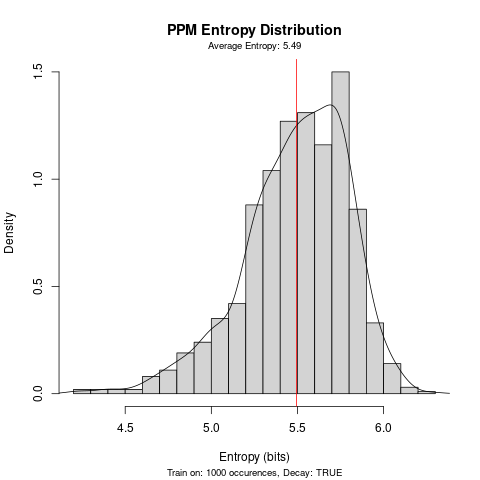 PPM Entropy Distribution
Average Entropy: 5.49
Density
1.5
1.0
0.5
0.0
4.5 5.0 5.5 6.0
Entropy (bits)
Train on: 1000 occurences, Decay: TRUE